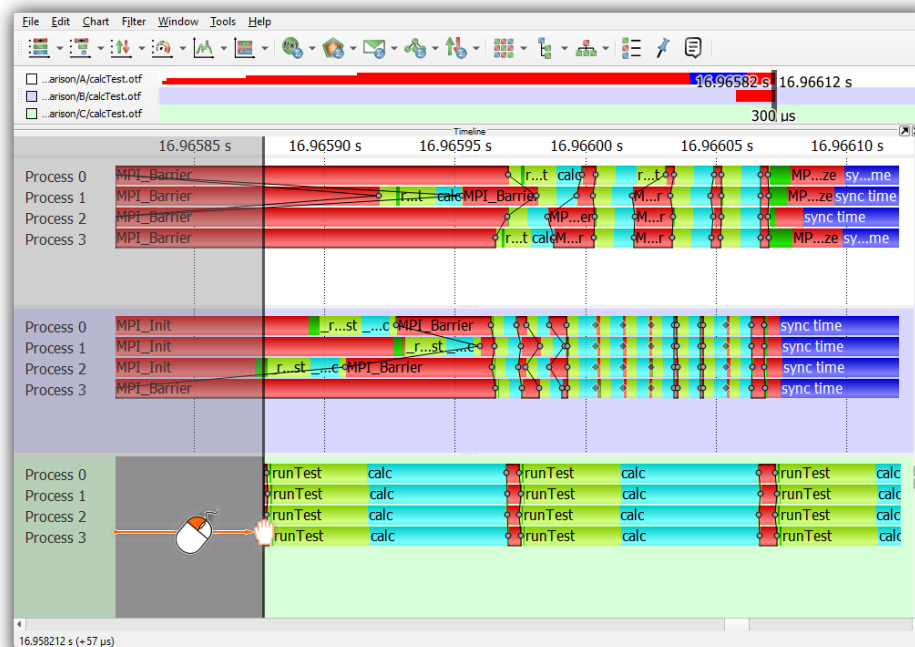 File Edit Chart Filter Window Tools Help
...arison/A/calcTest.otf
16.96582 s 16.96612 s
...arison/B/calcTest.otf
...arison/C/calcTest.otf
300 µs
Timeline
16.96585 s 16.96590 s 16.96595 s 16.96600 s 16.96605 s 16.96610 s
Process 0 MPI_Barrier r...t calc r...t MP...ze sy...me
Process 1 MPI_Barrier r...t calc MPI_Barrier M...r MP...ze sync time
Process 2 MPI_Barrier MP...er M...r sync time
Process 3 MPI_Barrier r...t calc M...r M...r MP...ze sy...me
Process 0 MPI_Init _r...st _...c MPI_Barrier sync time
Process 1 MPI_Init _r...st _...c sync time
Process 2 MPI_Init _r...st _...c MPI_Barrier sync time
Process 3 MPI_Barrier sync time
Process 0 runTest calc runTest calc runTest calc
Process 1 runTest calc runTest calc runTest calc
Process 2 runTest calc runTest calc runTest calc
Process 3 runTest calc runTest calc runTest calc
16.958212 s (+57 µs)